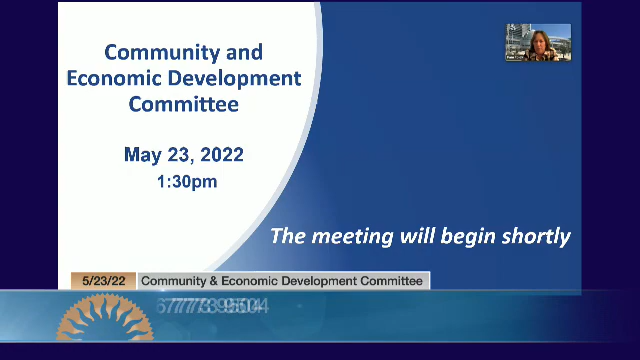 Community and
Economic Development
Committee
May 23, 2022
1:30pm
The meeting will begin shortly
5/23/22 Community & Economic Development Committee